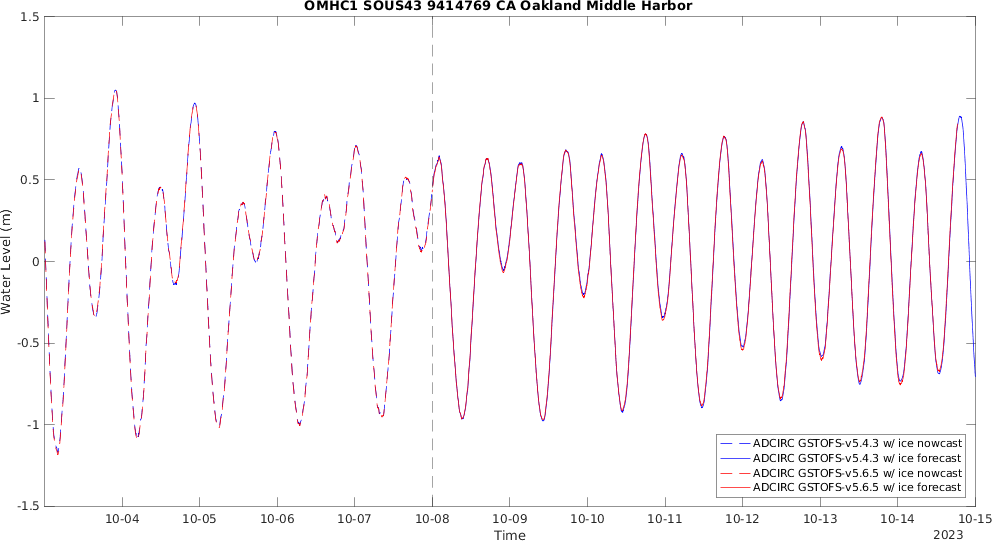 OMHC1 SOUS43 9414769 CA Oakland Middle Harbor
1.5
1
0.5
0
-0.5
-1
-1.5
Water Level (m)
10-04 10-05 10-06 10-07 10-08 10-09 10-10 10-11 10-12 10-13 10-14 10-15
Time
2023
ADCIRC GSTOFS-v5.4.3 w/ ice nowcast
ADCIRC GSTOFS-v5.4.3 w/ ice forecast
ADCIRC GSTOFS-v5.6.5 w/ ice nowcast
ADCIRC GSTOFS-v5.6.5 w/ ice forecast